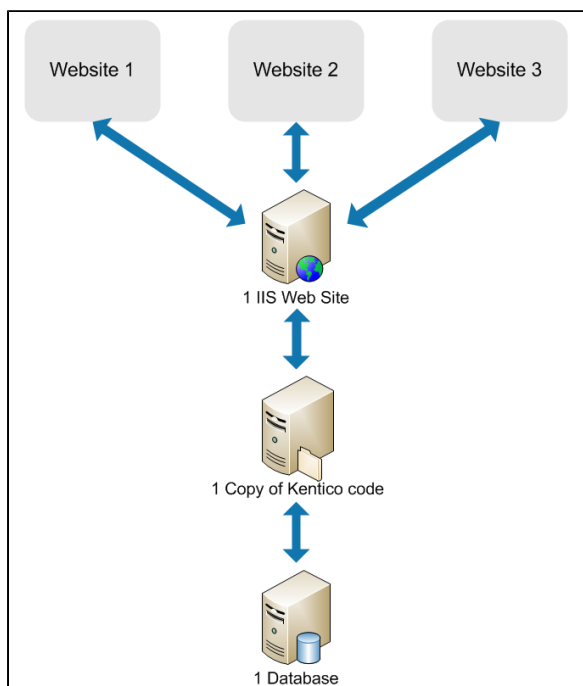 Website 1
Website 2
Website 3
1 IIS Web Site
1 Copy of Kentico code
1 Database